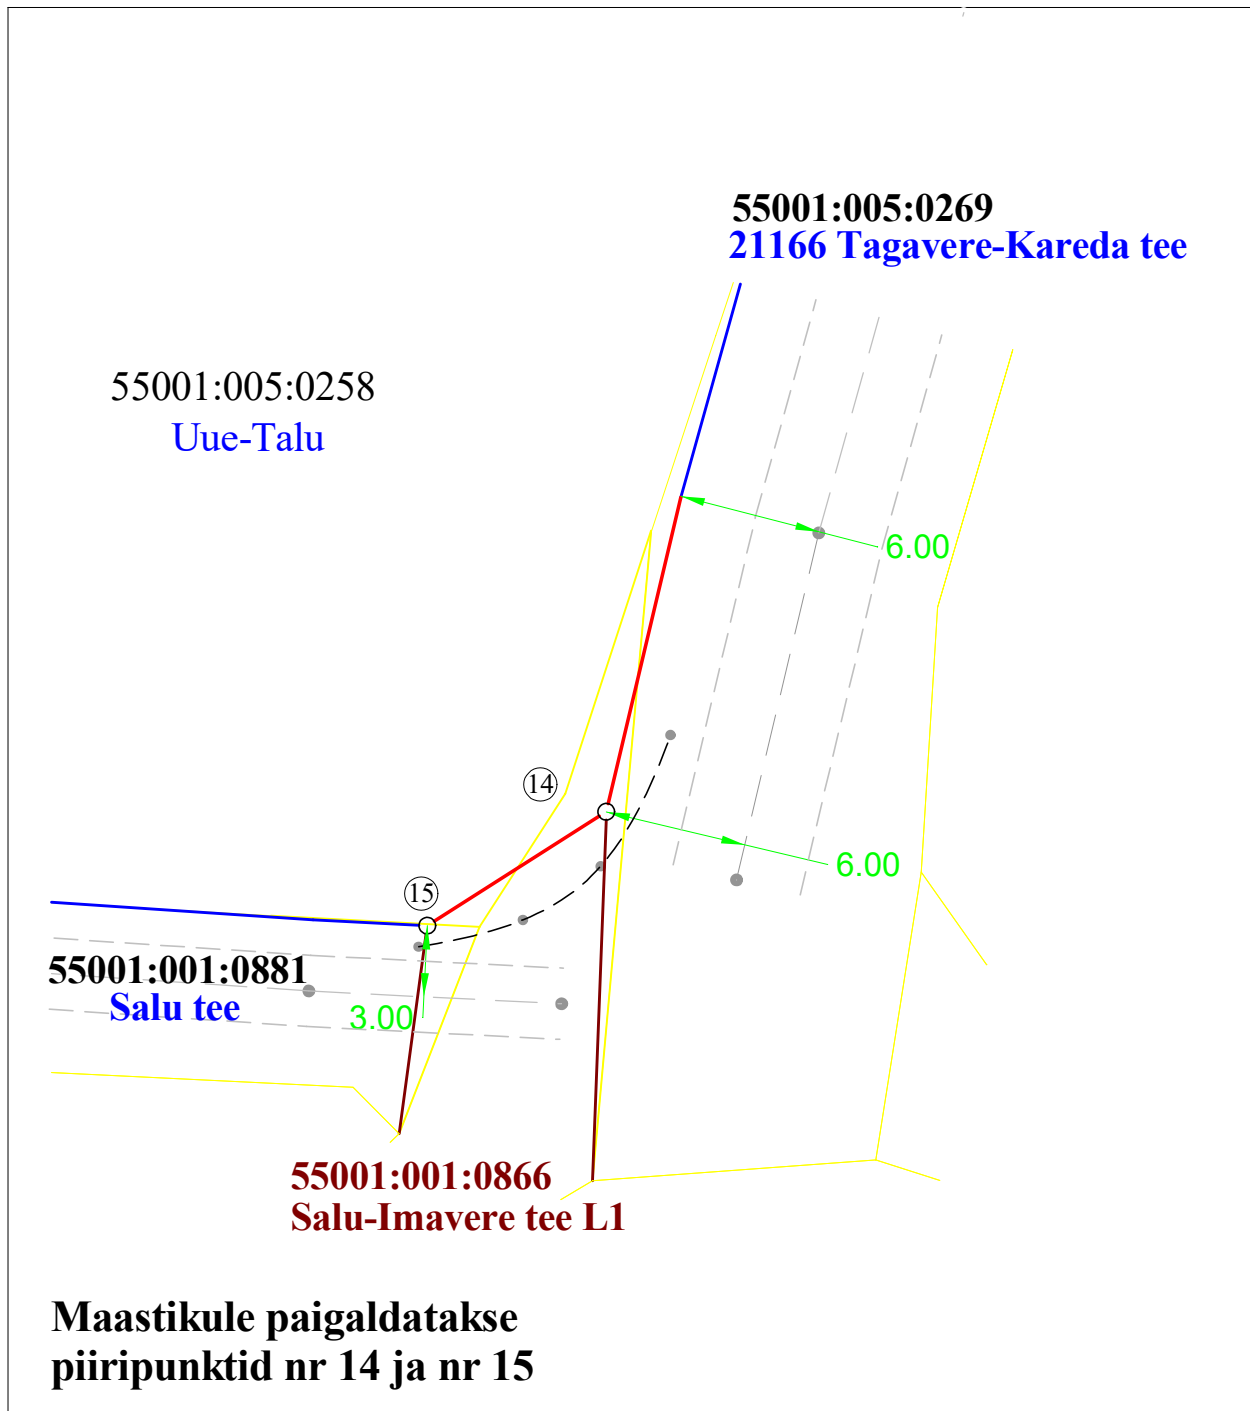 55001:005:0269
21166 Tagavere-Kareda tee
55001:005:0258
Uue-Talu
6.00
14
6.00
15
55001:001:0881
Salu tee
3.00
55001:001:0866
Salu-Imavere tee L1
Maastikule paigaldatakse
piiripunktid nr 14 ja nr 15